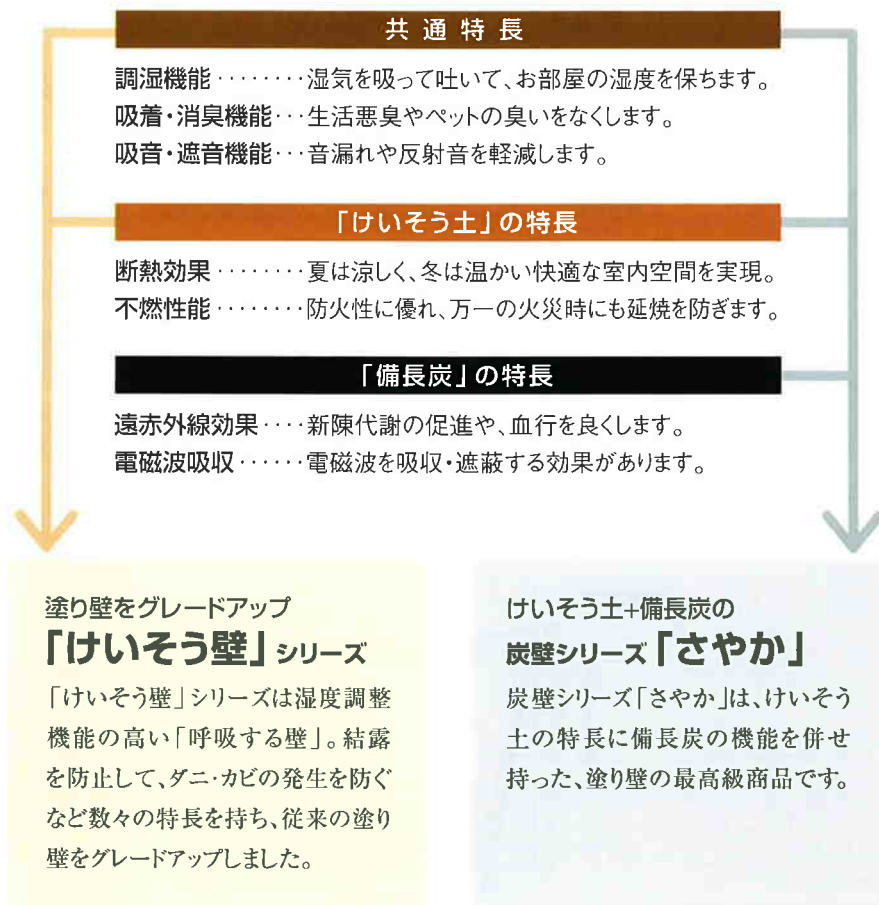 共通特長
調湿機能········湿気を吸って吐いて、お部屋の湿度を保ちます。
吸着・消臭機能···生活悪臭やペットの臭いをなくします。
吸音・遮音機能···音漏れや反射音を軽減します。
「けいそう土」の特長
断熱効果········夏は涼しく、冬は温かい快適な室内空間を実現。
不燃性能········防火性に優れ、万一の火災時にも延焼を防ぎます。
「備長炭」の特長
遠赤外線効果····新陳代謝の促進や、血行を良くします。
電磁波吸収······電磁波を吸収・遮蔽する効果があります。
塗り壁をグレードアップ
「けいそう壁」シリーズ
「けいそう壁」シリーズは湿度調整
機能の高い「呼吸する壁」。結露
を防止して、ダニ・カビの発生を防ぐ
など数々の特長を持ち、従来の塗り
壁をグレードアップしました。
けいそう土+備長炭の
炭壁シリーズ「さやか」
炭壁シリーズ「さやか」は、けいそう
土の特長に備長炭の機能を併せ
持った、塗り壁の最高級商品です。